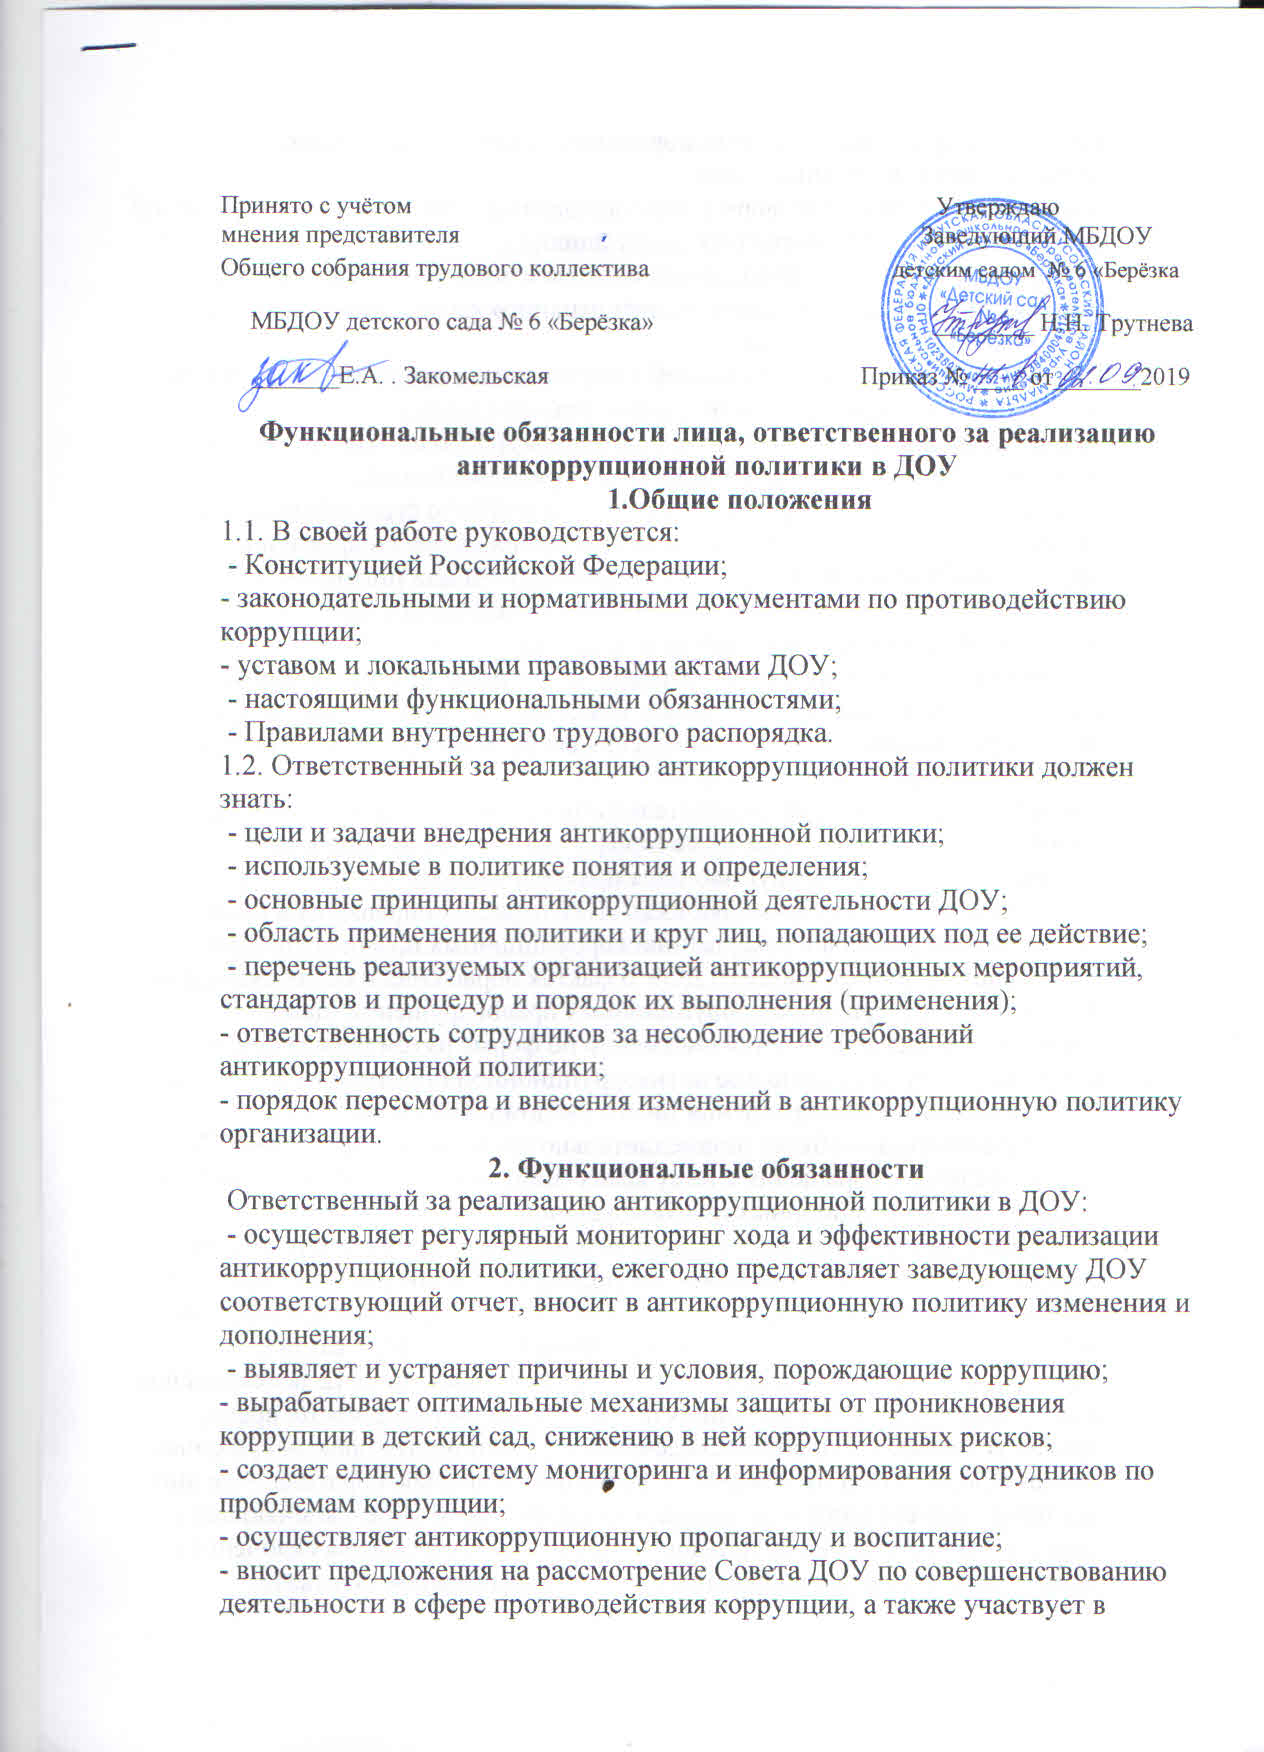 Принято с учётом
мнения представителя
Общего собрания трудового коллектива
МБДОУ детского сада № 6 «Берёзка»
Е.А. . Закомельская
Утверждаю
Заведующий МБДОУ
детским садом № 6 «Берёзка
Н.Н. Трутнева
Приказ № от 02.09.2019
МБДОУ
«Детский сад
№ 6
«Берёзка»
Функциональные обязанности лица, ответственного за реализацию
антикоррупционной политики в ДОУ
1.Общие положения
1.1. В своей работе руководствуется:
- Конституцией Российской Федерации;
- законодательными и нормативными документами по противодействию
коррупции;
- уставом и локальными правовыми актами ДОУ;
- настоящими функциональными обязанностями;
- Правилами внутреннего трудового распорядка.
1.2. Ответственный за реализацию антикоррупционной политики должен
знать:
- цели и задачи внедрения антикоррупционной политики;
- используемые в политике понятия и определения;
- основные принципы антикоррупционной деятельности ДОУ;
- область применения политики и круг лиц, попадающих под ее действие;
- перечень реализуемых организацией антикоррупционных мероприятий,
стандартов и процедур и порядок их выполнения (применения);
- ответственность сотрудников за несоблюдение требований
антикоррупционной политики;
- порядок пересмотра и внесения изменений в антикоррупционную политику
организации.
2. Функциональные обязанности
Ответственный за реализацию антикоррупционной политики в ДОУ:
- осуществляет регулярный мониторинг хода и эффективности реализации
антикоррупционной политики, ежегодно представляет заведующему ДОУ
соответствующий отчет, вносит в антикоррупционную политику изменения и
дополнения;
- выявляет и устраняет причины и условия, порождающие коррупцию;
- вырабатывает оптимальные механизмы защиты от проникновения
коррупции в детский сад, снижению в ней коррупционных рисков;
- создает единую систему мониторинга и информирования сотрудников по
проблемам коррупции;
- осуществляет антикоррупционную пропаганду и воспитание;
- вносит предложения на рассмотрение Совета ДОУ по совершенствованию
деятельности в сфере противодействия коррупции, а также участвует в